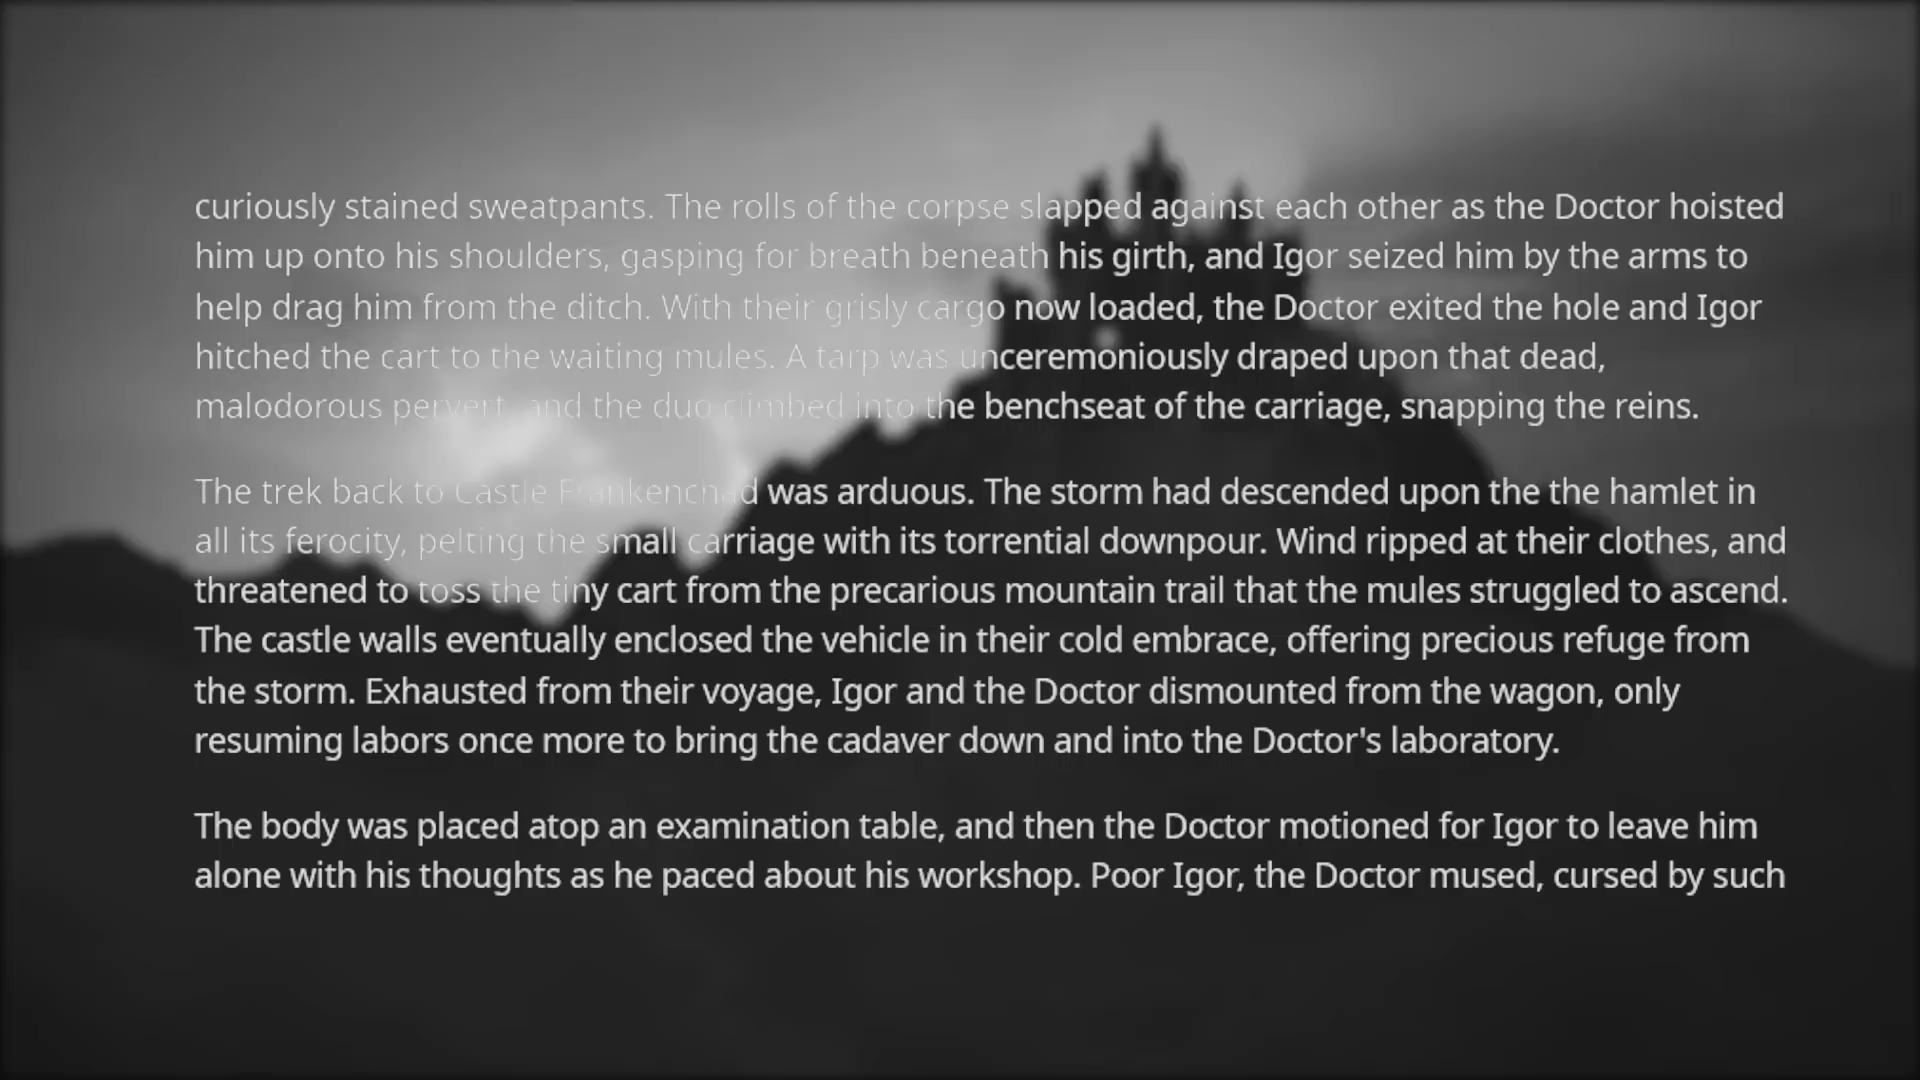 curiously stained sweatpants. The rolls of the corpse slapped against each other as the Doctor hoisted
him up onto his shoulders, gasping for breath beneath his girth, and Igor seized him by the arms to
help drag him from the ditch. With their grisly cargo now loaded, the Doctor exited the hole and Igor
hitched the cart to the waiting mules. A tarp was unceremoniously draped upon that dead,
malodorous pervert, and the duo climbed into the benchseat of the carriage, snapping the reins.
The trek back to Castle Frankenchad was arduous. The storm had descended upon the the hamlet in
all its ferocity, pelting the small carriage with its torrential downpour. Wind ripped at their clothes, and
threatened to toss the tiny cart from the precarious mountain trail that the mules struggled to ascend.
The castle walls eventually enclosed the vehicle in their cold embrace, offering precious refuge from
the storm. Exhausted from their voyage, Igor and the Doctor dismounted from the wagon, only
resuming labors once more to bring the cadaver down and into the Doctor's laboratory.
The body was placed atop an examination table, and then the Doctor motioned for Igor to leave him
alone with his thoughts as he paced about his workshop. Poor Igor, the Doctor mused, cursed by such